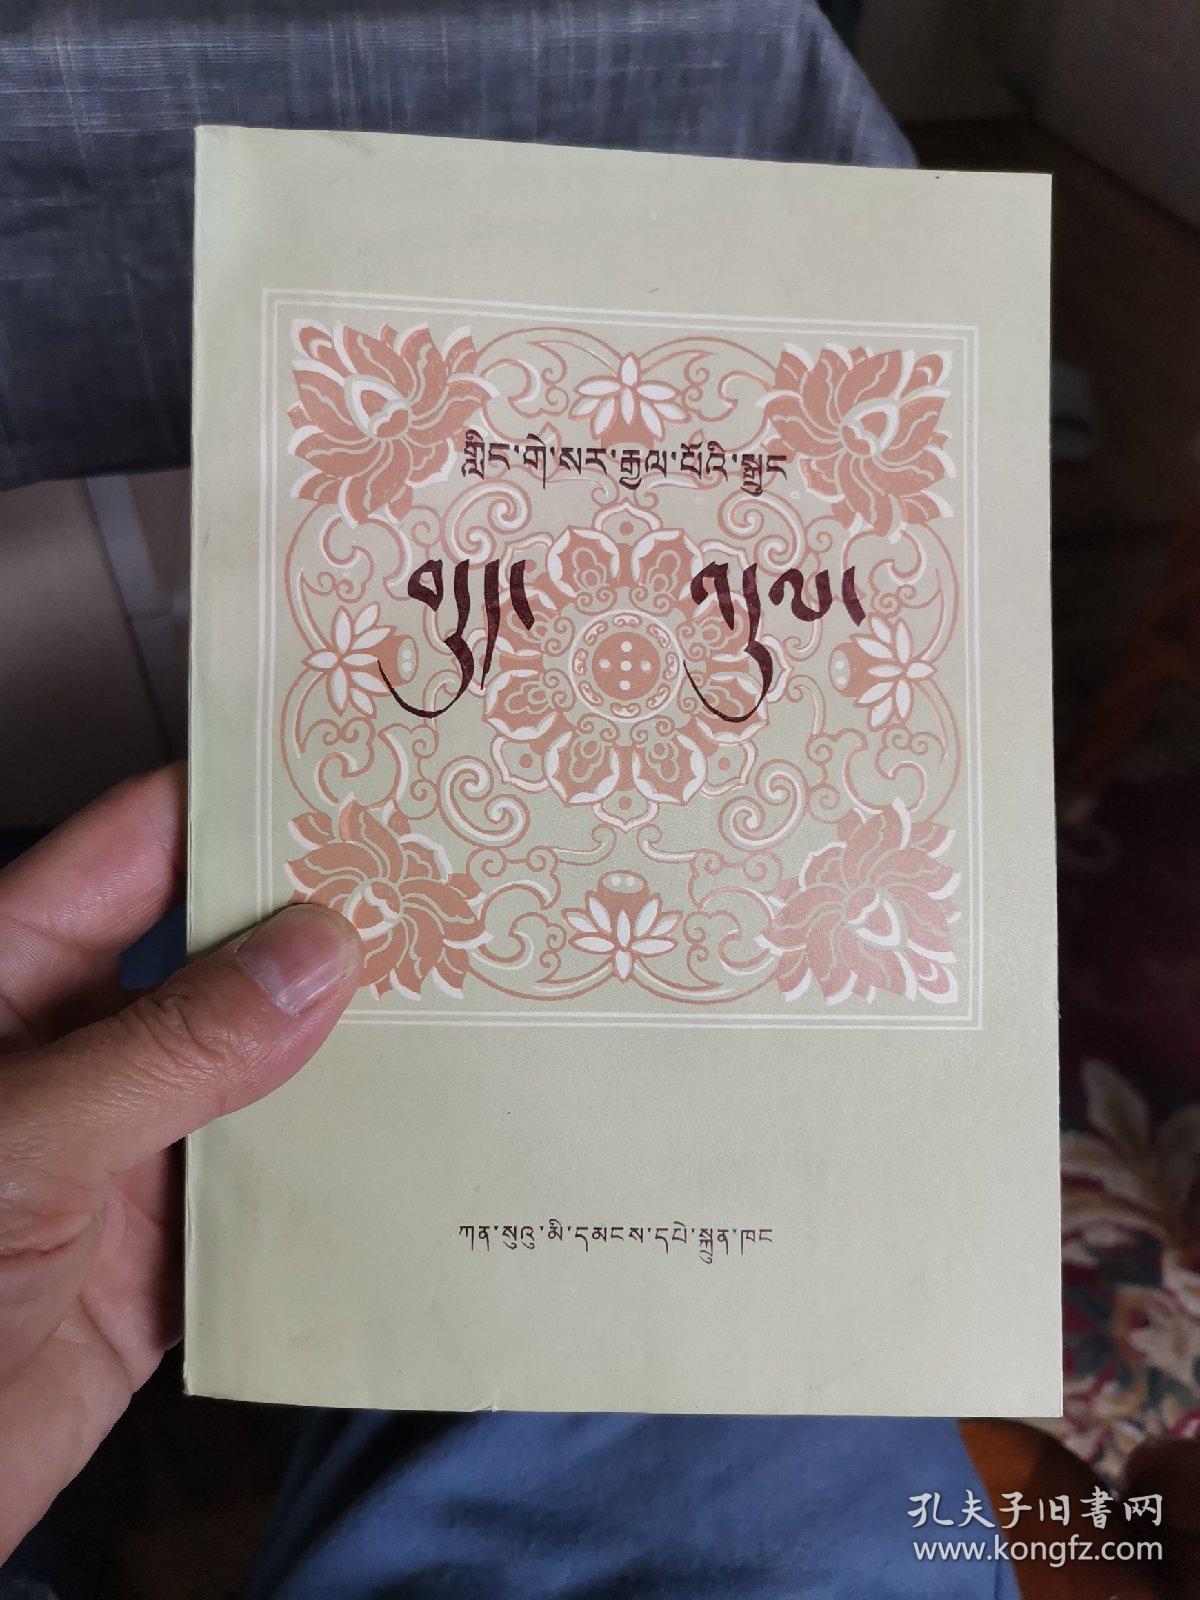 གླིང་གེ་སར་རྒྱལ་པོའི་སྒྲུང
ཀན་སུའུ་མི་དམངས་དཔེ་སྐྲུན་ཁང
孔夫子旧书网
www.kongfz.com